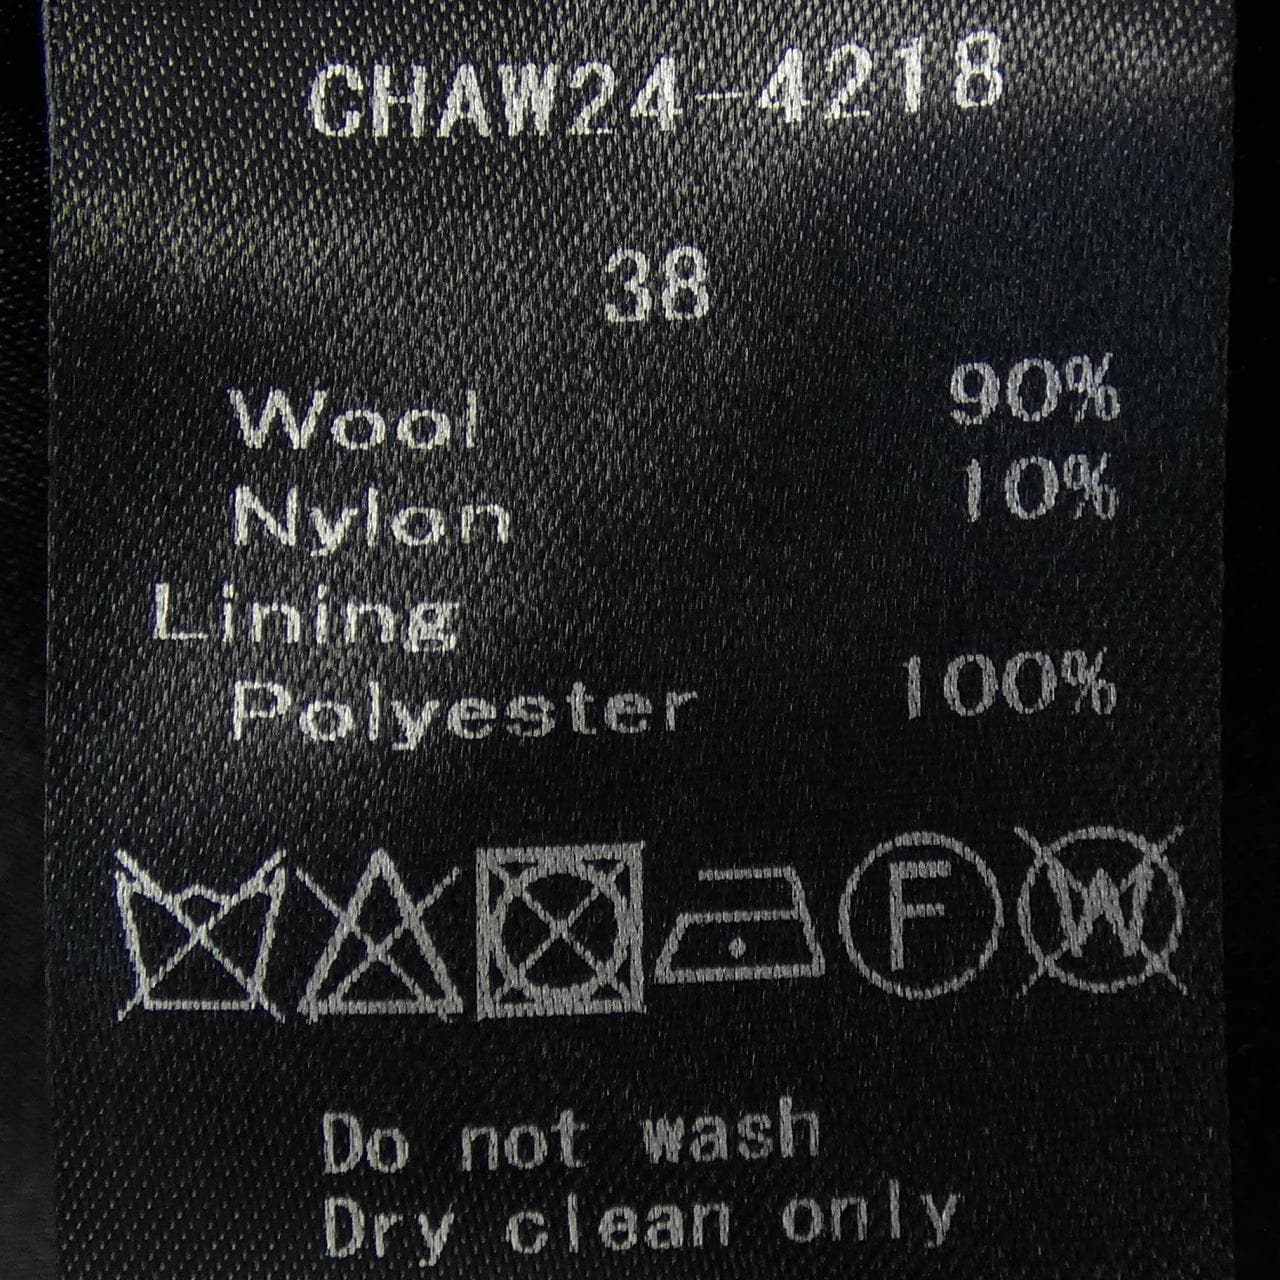 CHAW24-4218
38
Wool 90%
Nylon 10%
Lining
Polyester 100%
F W
Do not wash
Dry clean only